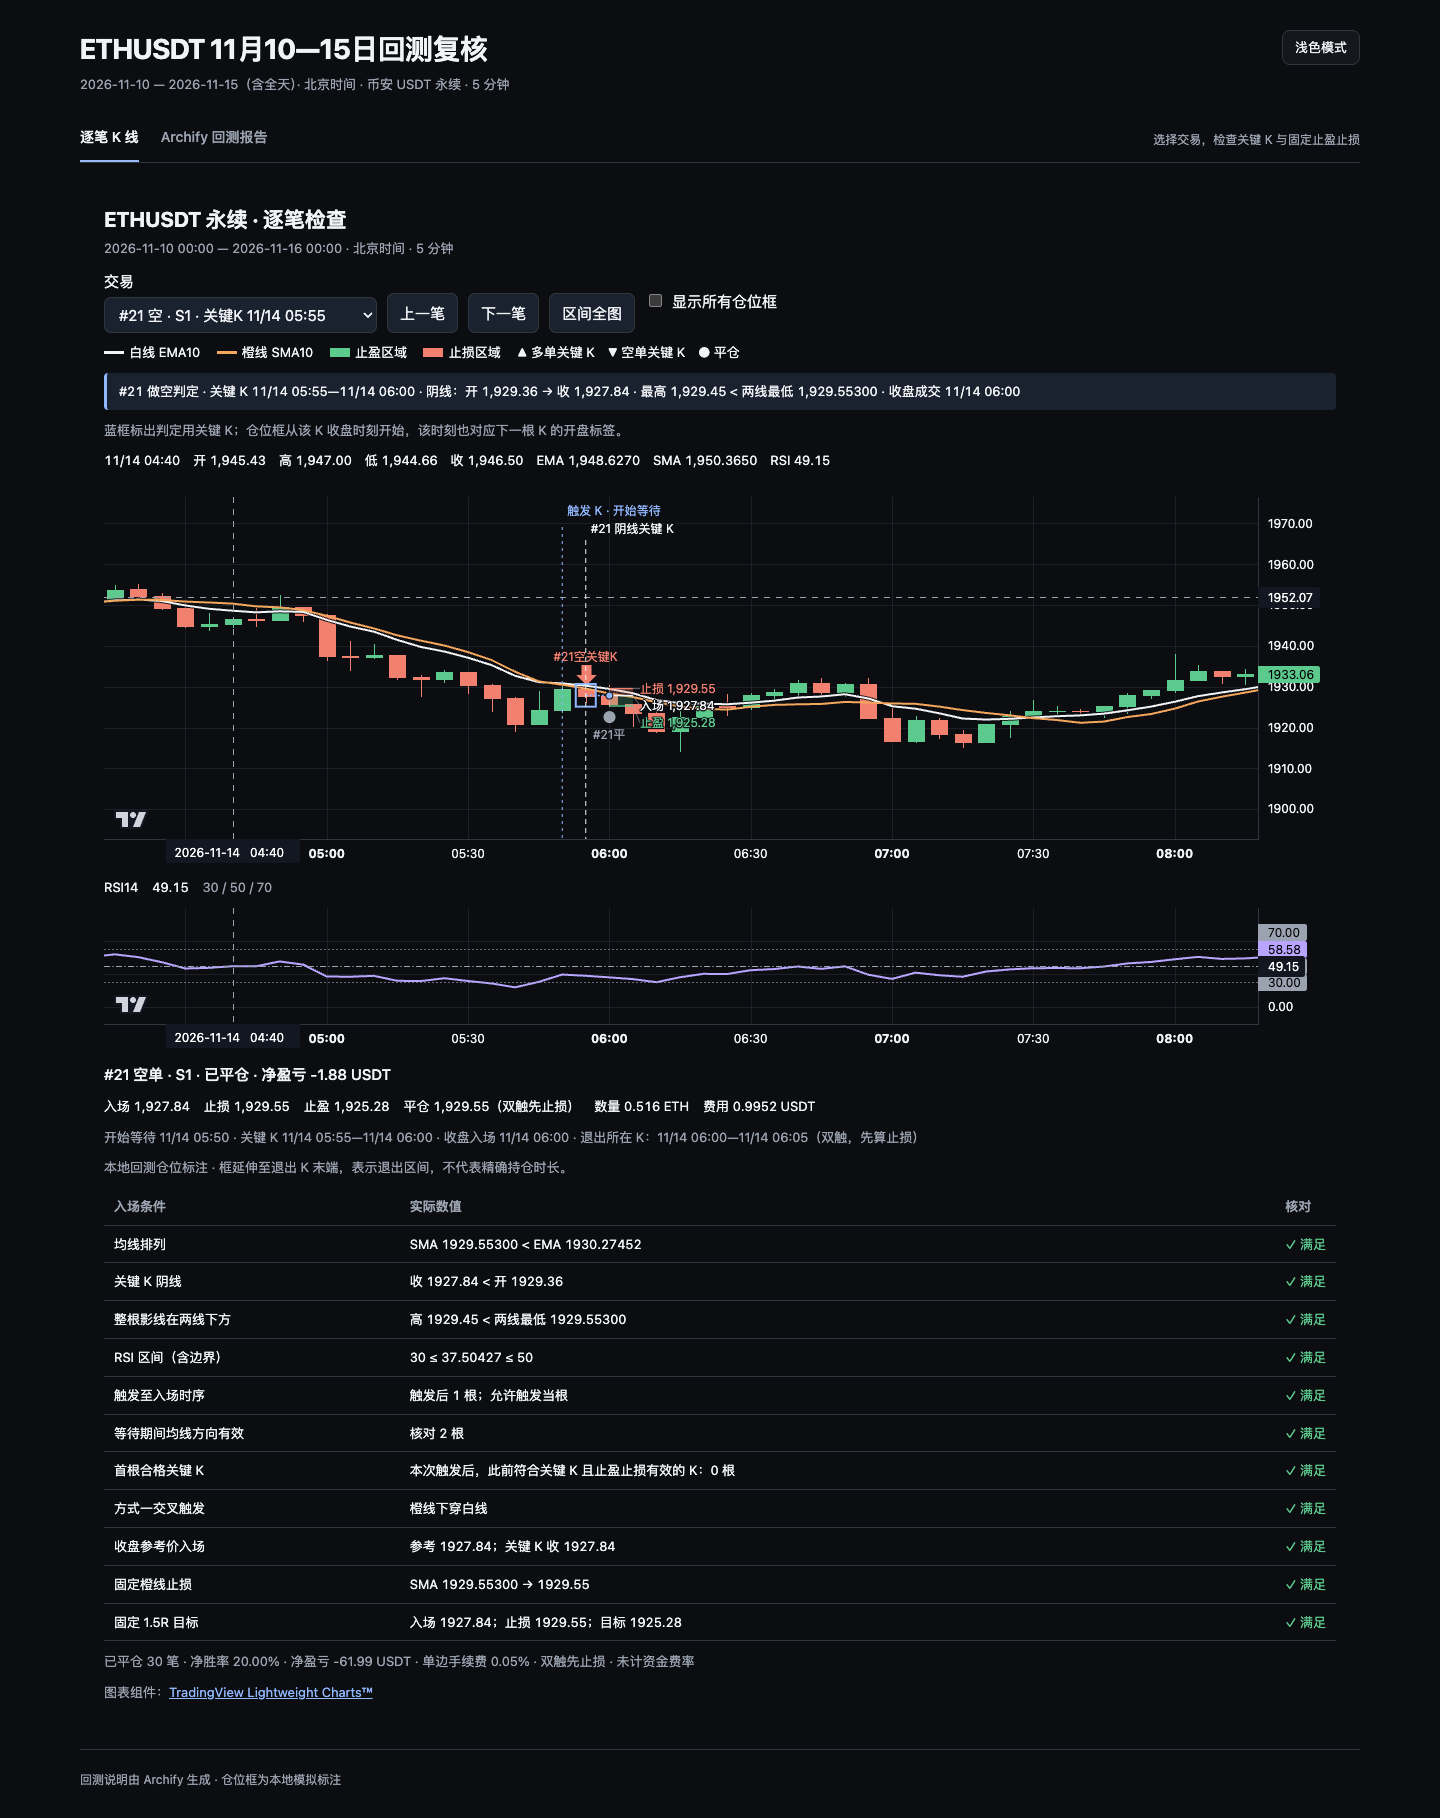 ETHUSDT 11月10—15日回测复核
浅色模式
2026-11-10 — 2026-11-15（含全天）· 北京时间 · 币安 USDT 永续 · 5 分钟
逐笔 K 线
Archify 回测报告
选择交易，检查关键 K 与固定止盈止损
ETHUSDT 永续 · 逐笔检查
2026-11-10 00:00 — 2026-11-16 00:00 · 北京时间 · 5 分钟
交易
#21 空 · S1 · 关键K 11/14 05:55
上一笔
下一笔
区间全图
显示所有仓位框
白线 EMA10
橙线 SMA10
止盈区域
止损区域
▲ 多单关键 K
▼ 空单关键 K
● 平仓
#21 做空判定 · 关键 K 11/14 05:55—11/14 06:00 · 阴线：开 1,929.36 → 收 1,927.84 · 最高 1,929.45 < 两线最低 1,929.55300 · 收盘成交 11/14 06:00
蓝框标出判定用关键 K；仓位框从该 K 收盘时刻开始，该时刻也对应下一根 K 的开盘标签。
11/14 04:40 开 1,945.43 高 1,947.00 低 1,944.66 收 1,946.50 EMA 1,948.6270 SMA 1,950.3650 RSI 49.15
触发 K · 开始等待
#21 阴线关键 K
1970.00
1960.00
1952.07
1940.00
1933.06
1930.00
1920.00
1910.00
1900.00
#21空关键K
止损 1,929.55
入场 1,927.84
止盈 1,925.28
#21平
2026-11-14 04:40
05:00
05:30
06:00
06:30
07:00
07:30
08:00
RSI14 49.15 30 / 50 / 70
70.00
58.58
49.15
30.00
0.00
2026-11-14 04:40
05:00
05:30
06:00
06:30
07:00
07:30
08:00
#21 空单 · S1 · 已平仓 · 净盈亏 -1.88 USDT
入场 1,927.84 止损 1,929.55 止盈 1,925.28 平仓 1,929.55（双触先止损） 数量 0.516 ETH 费用 0.9952 USDT
开始等待 11/14 05:50 · 关键 K 11/14 05:55—11/14 06:00 · 收盘入场 11/14 06:00 · 退出所在 K：11/14 06:00—11/14 06:05（双触，先算止损）
本地回测仓位标注 · 框延伸至退出 K 末端，表示退出区间，不代表精确持仓时长。
入场条件 实际数值 核对
均线排列 SMA 1929.55300 < EMA 1930.27452 ✓ 满足
关键 K 阴线 收 1927.84 < 开 1929.36 ✓ 满足
整根影线在两线下方 高 1929.45 < 两线最低 1929.55300 ✓ 满足
RSI 区间（含边界） 30 ≤ 37.50427 ≤ 50 ✓ 满足
触发至入场时序 触发后 1 根；允许触发当根 ✓ 满足
等待期间均线方向有效 核对 2 根 ✓ 满足
首根合格关键 K 本次触发后，此前符合关键 K 且止盈止损有效的 K：0 根 ✓ 满足
方式一交叉触发 橙线下穿白线 ✓ 满足
收盘参考价入场 参考 1927.84；关键 K 收 1927.84 ✓ 满足
固定橙线止损 SMA 1929.55300 → 1929.55 ✓ 满足
固定 1.5R 目标 入场 1927.84；止损 1929.55；目标 1925.28 ✓ 满足
已平仓 30 笔 · 净胜率 20.00% · 净盈亏 -61.99 USDT · 单边手续费 0.05% · 双触先止损 · 未计资金费率
图表组件：TradingView Lightweight Charts™
回测说明由 Archify 生成 · 仓位框为本地模拟标注